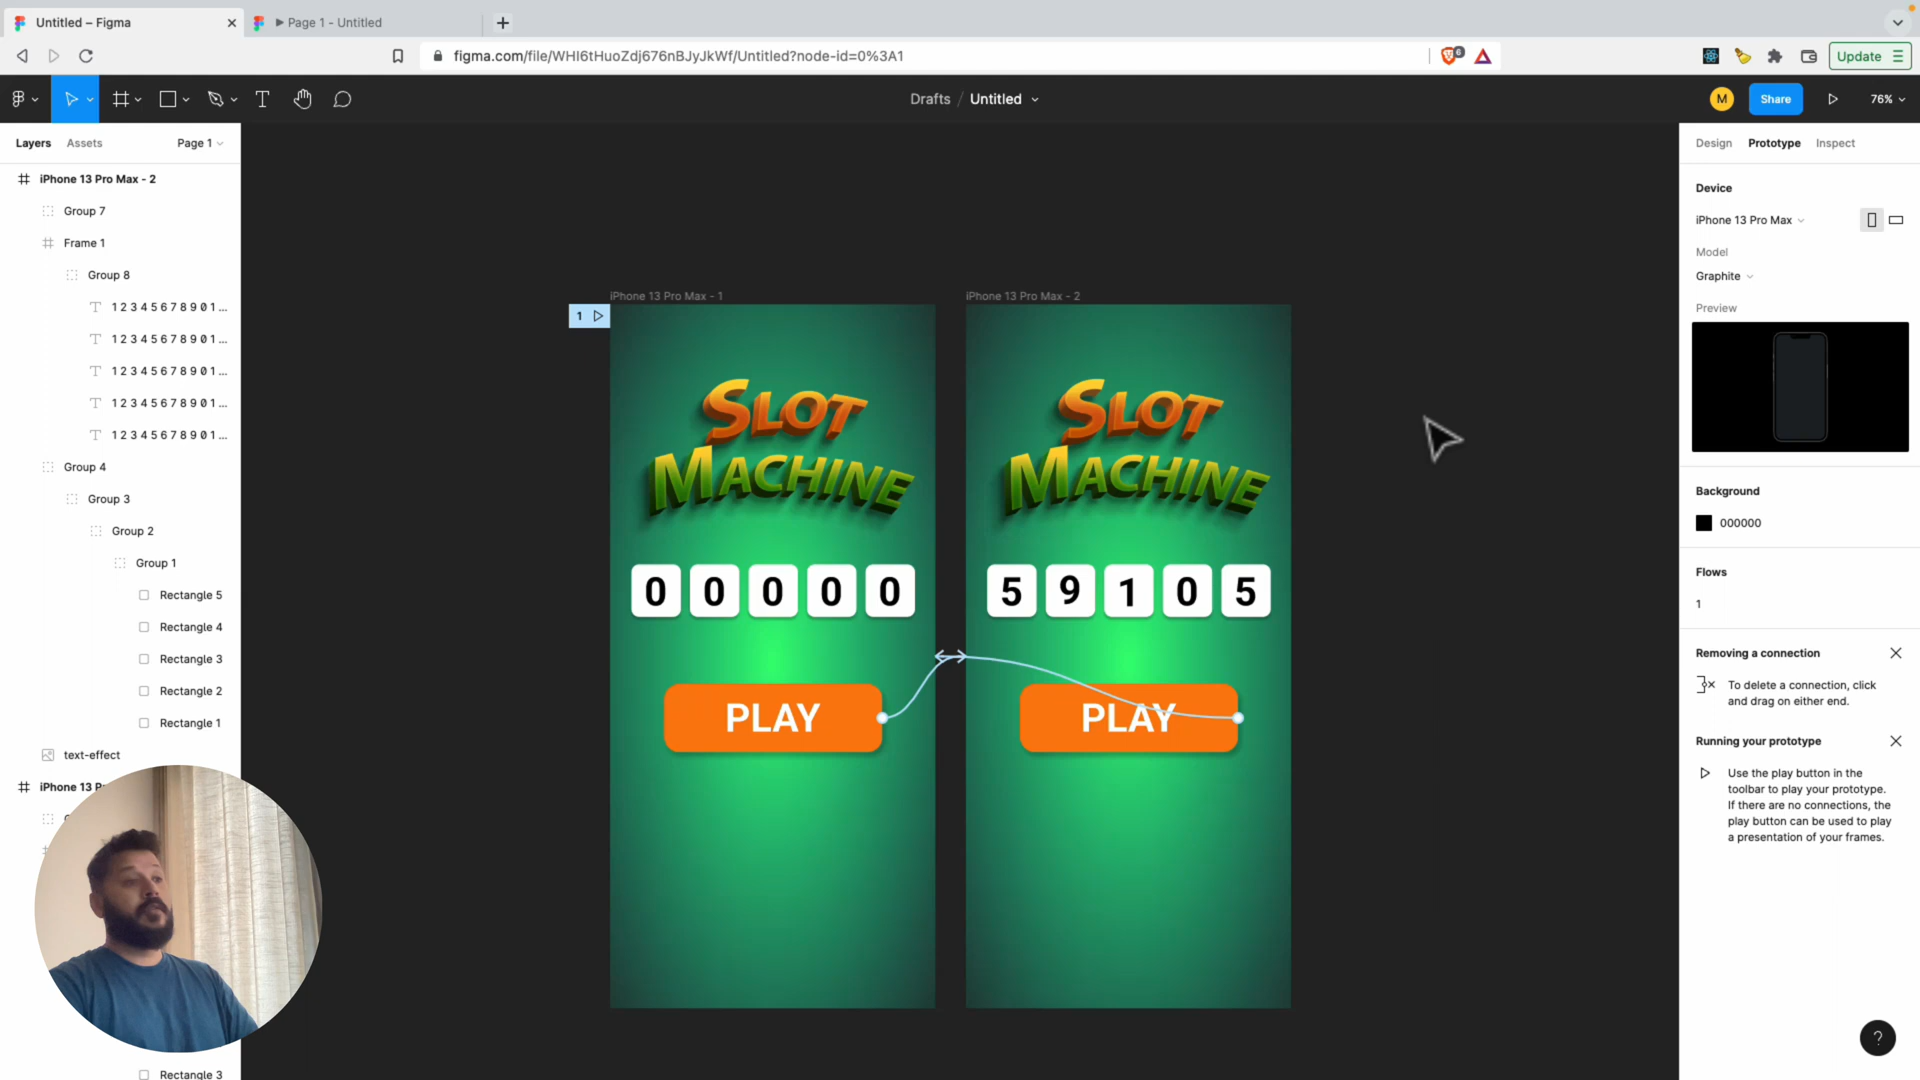 Untitled – Figma
Page 1 - Untitled
figma.com/file/WHI6tHuoZdj676nBJyJkWf/Untitled?node-id=0%3A1
6
Update
Drafts / Untitled
M
Share
76%
Layers
Assets
Page 1
iPhone 13 Pro Max - 2
Group 7
Frame 1
Group 8
1 2 3 4 5 6 7 8 9 0 1 ...
1 2 3 4 5 6 7 8 9 0 1 ...
1 2 3 4 5 6 7 8 9 0 1 ...
1 2 3 4 5 6 7 8 9 0 1 ...
1 2 3 4 5 6 7 8 9 0 1 ...
Group 4
Group 3
Group 2
Group 1
Rectangle 5
Rectangle 4
Rectangle 3
Rectangle 2
Rectangle 1
text-effect
iPhone 13
Rectangle 3
iPhone 13 Pro Max - 1
1
SLOT
MACHINE
0 0 0 0 0
PLAY
iPhone 13 Pro Max - 2
SLOT
MACHINE
5 9 1 0 5
PLAY
Design
Prototype
Inspect
Device
iPhone 13 Pro Max
Model
Graphite
Preview
Background
000000
Flows
1
Removing a connection
To delete a connection, click
and drag on either end.
Running your prototype
Use the play button in the
toolbar to play your prototype.
If there are no connections, the
play button can be used to play
a presentation of your frames.
?